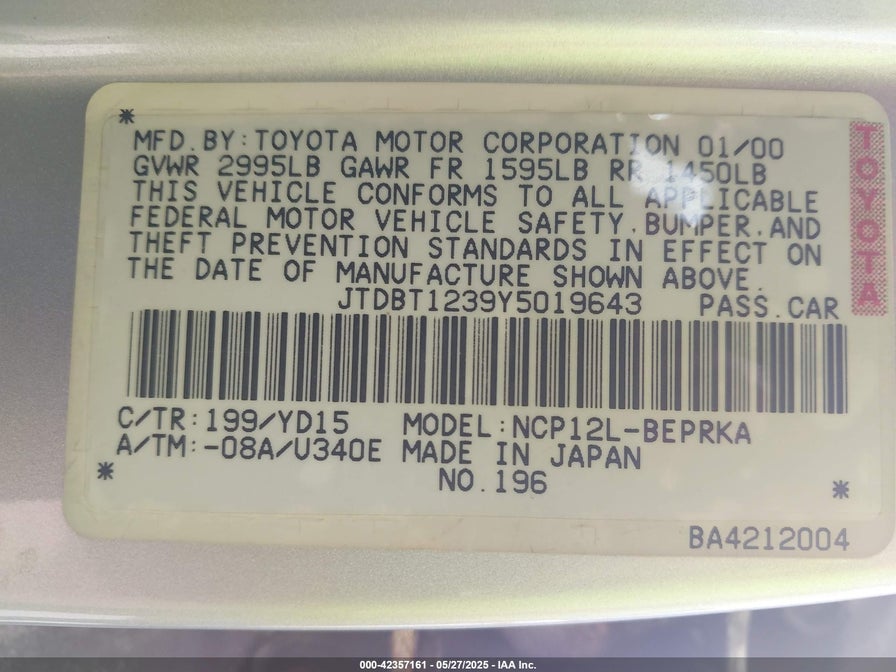 MFD.BY:TOYOTA MOTOR CORPORATION 01/00
GVWR 2995LB GAWR FR 1595LB RR 1450LB
THIS VEHICLE CONFORMS TO ALL APPLICABLE
FEDERAL MOTOR VEHICLE SAFETY,BUMPER,AND
THEFT PREVENTION STANDARDS IN EFFECT ON
THE DATE OF MANUFACTURE SHOWN ABOVE.
JTDBT1239Y5019643 PASS.CAR
TOYOTA
C/TR:199/YD15 MODEL:NCP12L-BEPRKA
A/TM:-08A/U340E MADE IN JAPAN
NO.196
BA4212004
000-42357161 - 05/27/2025 - IAA Inc.